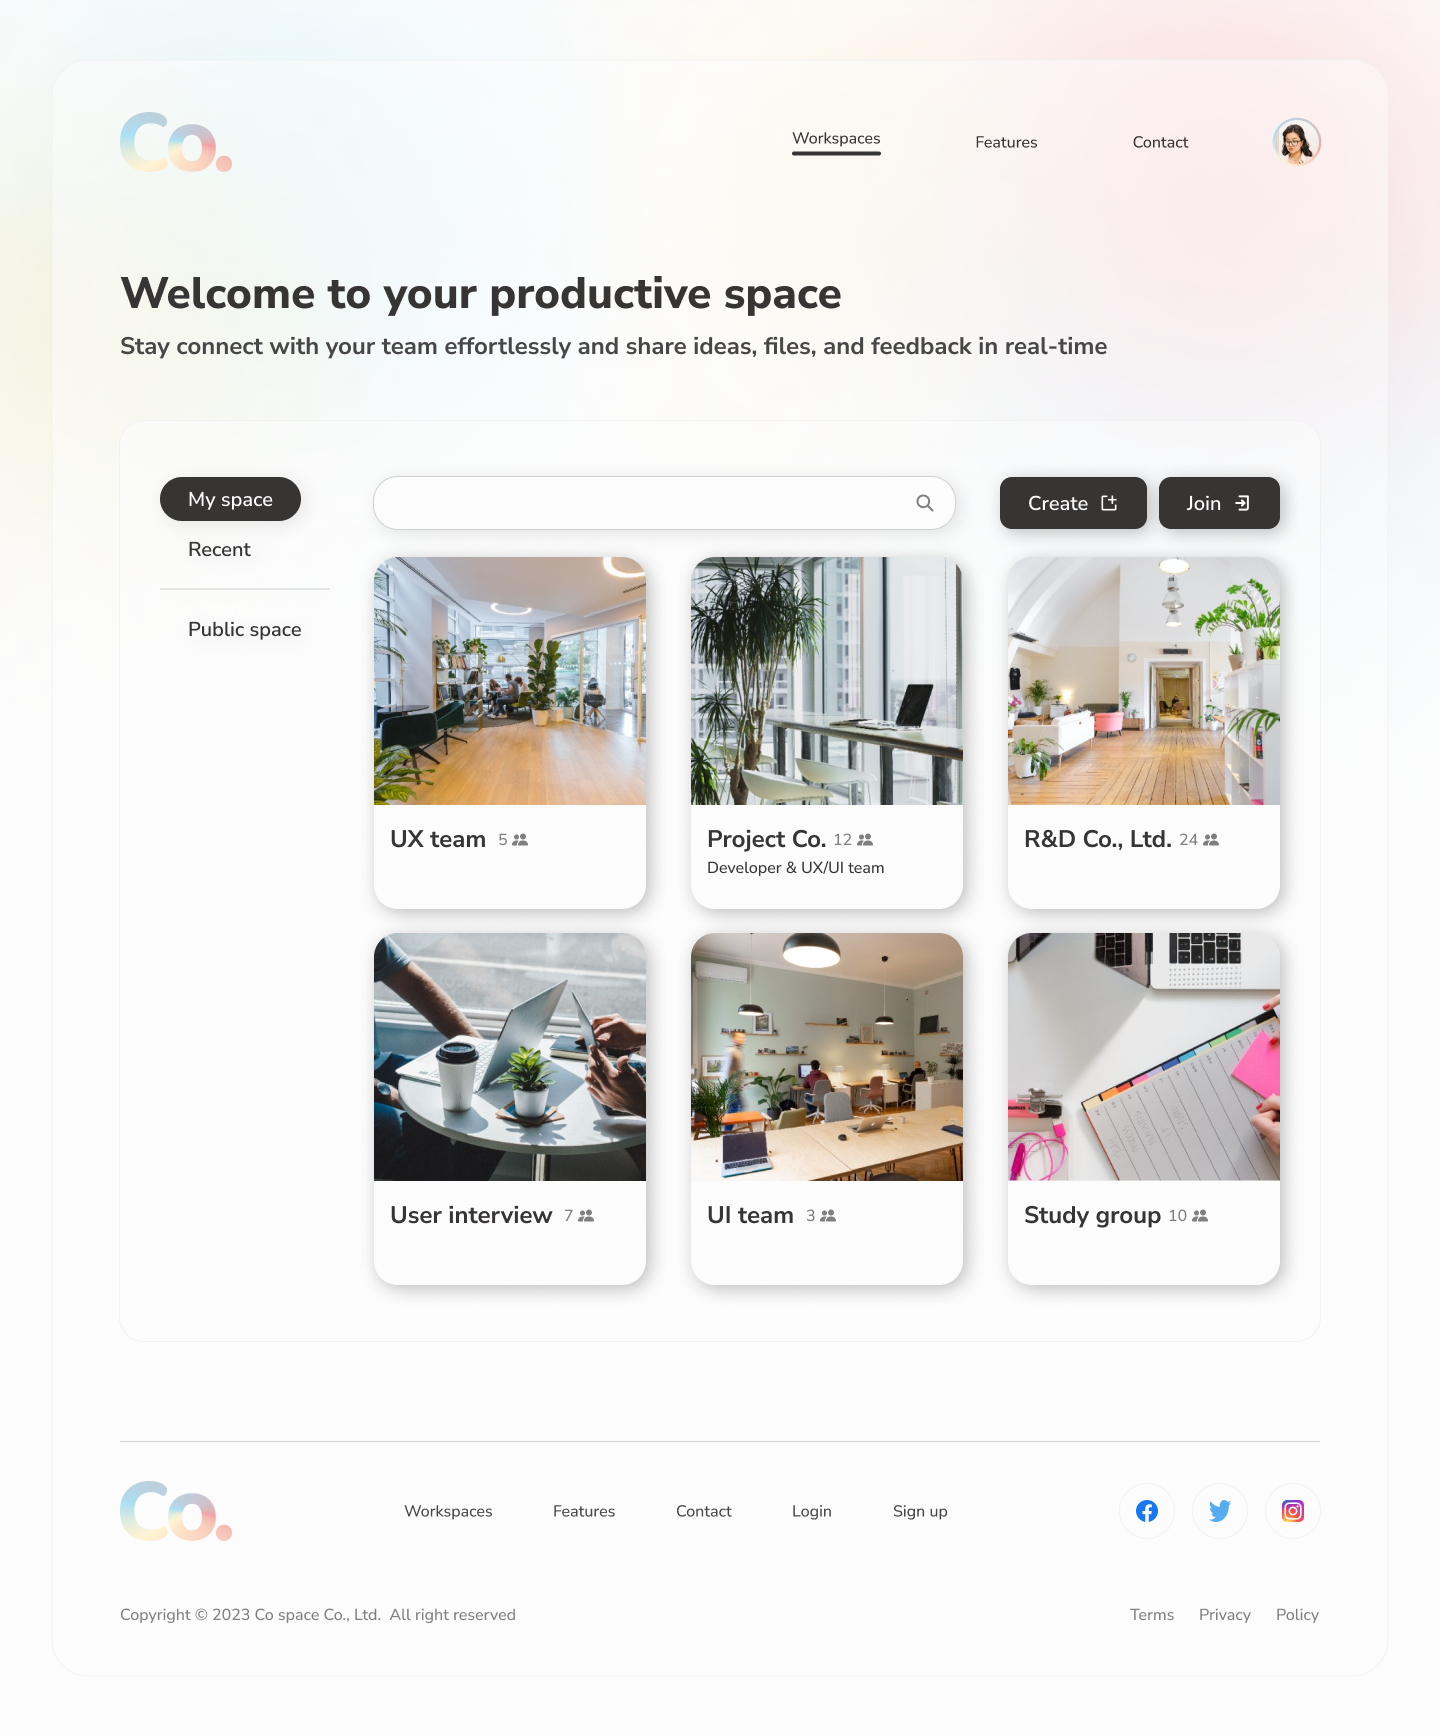 Co.
Workspaces
Features
Contact
Welcome to your productive space
Stay connect with your team effortlessly and share ideas, files, and feedback in real-time
My space
Recent
Public space
Create
Join
UX team 5
Project Co. 12
Developer & UX/UI team
R&D Co., Ltd. 24
User interview 7
UI team 3
Study group 10
Co.
Workspaces
Features
Contact
Login
Sign up
Copyright © 2023 Co space Co., Ltd.  All right reserved
Terms
Privacy
Policy